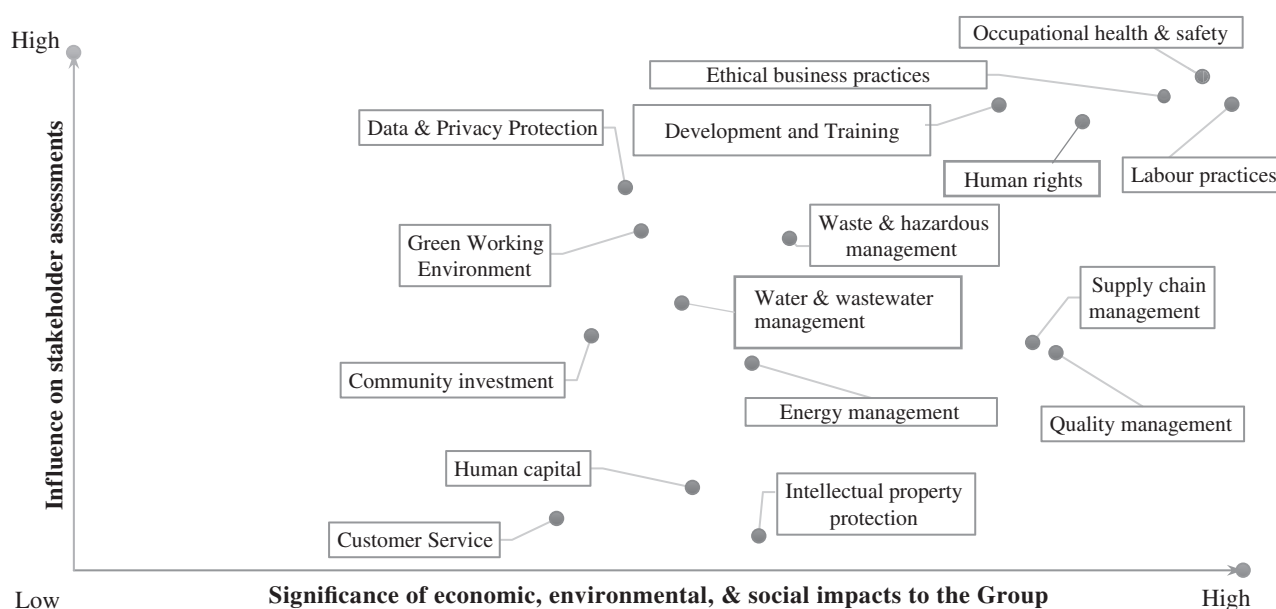 High
Occupational health & safety
Ethical business practices
Data & Privacy Protection
Development and Training
Human rights
Labour practices
Influence on stakeholder assessments
Green Working
Environment
Waste & hazardous
management
Water & wastewater
management
Supply chain
management
Community investment
Energy management
Quality management
Human capital
Intellectual property
protection
Customer Service
Low
Significance of economic, environmental, & social impacts to the Group
High